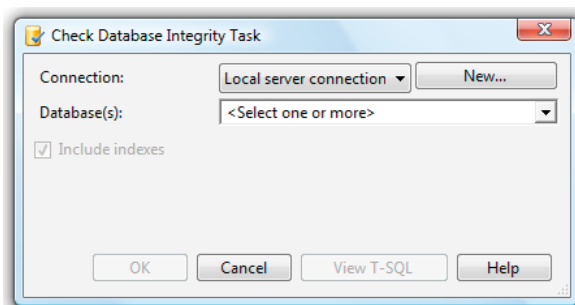 Check Database Integrity Task
Connection:
Local server connection
New...
Database(s):
<Select one or more>
Include indexes
OK
Cancel
View T-SQL
Help